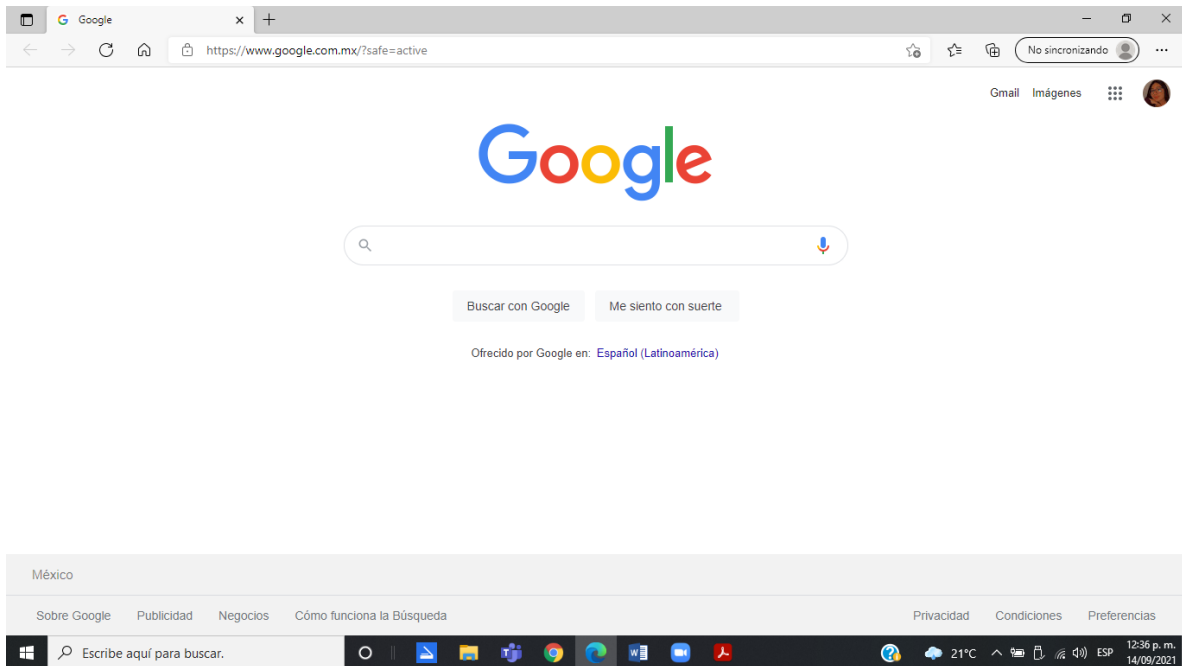 Google
https://www.google.com.mx/?safe=active
No sincronizando
Gmail Imágenes
Google
Buscar con Google Me siento con suerte
Ofrecido por Google en: Español (Latinoamérica)
México
Sobre Google Publicidad Negocios Cómo funciona la Búsqueda Privacidad Condiciones Preferencias
Escribe aquí para buscar. 21°C ESP 12:36 p. m.
14/09/2021